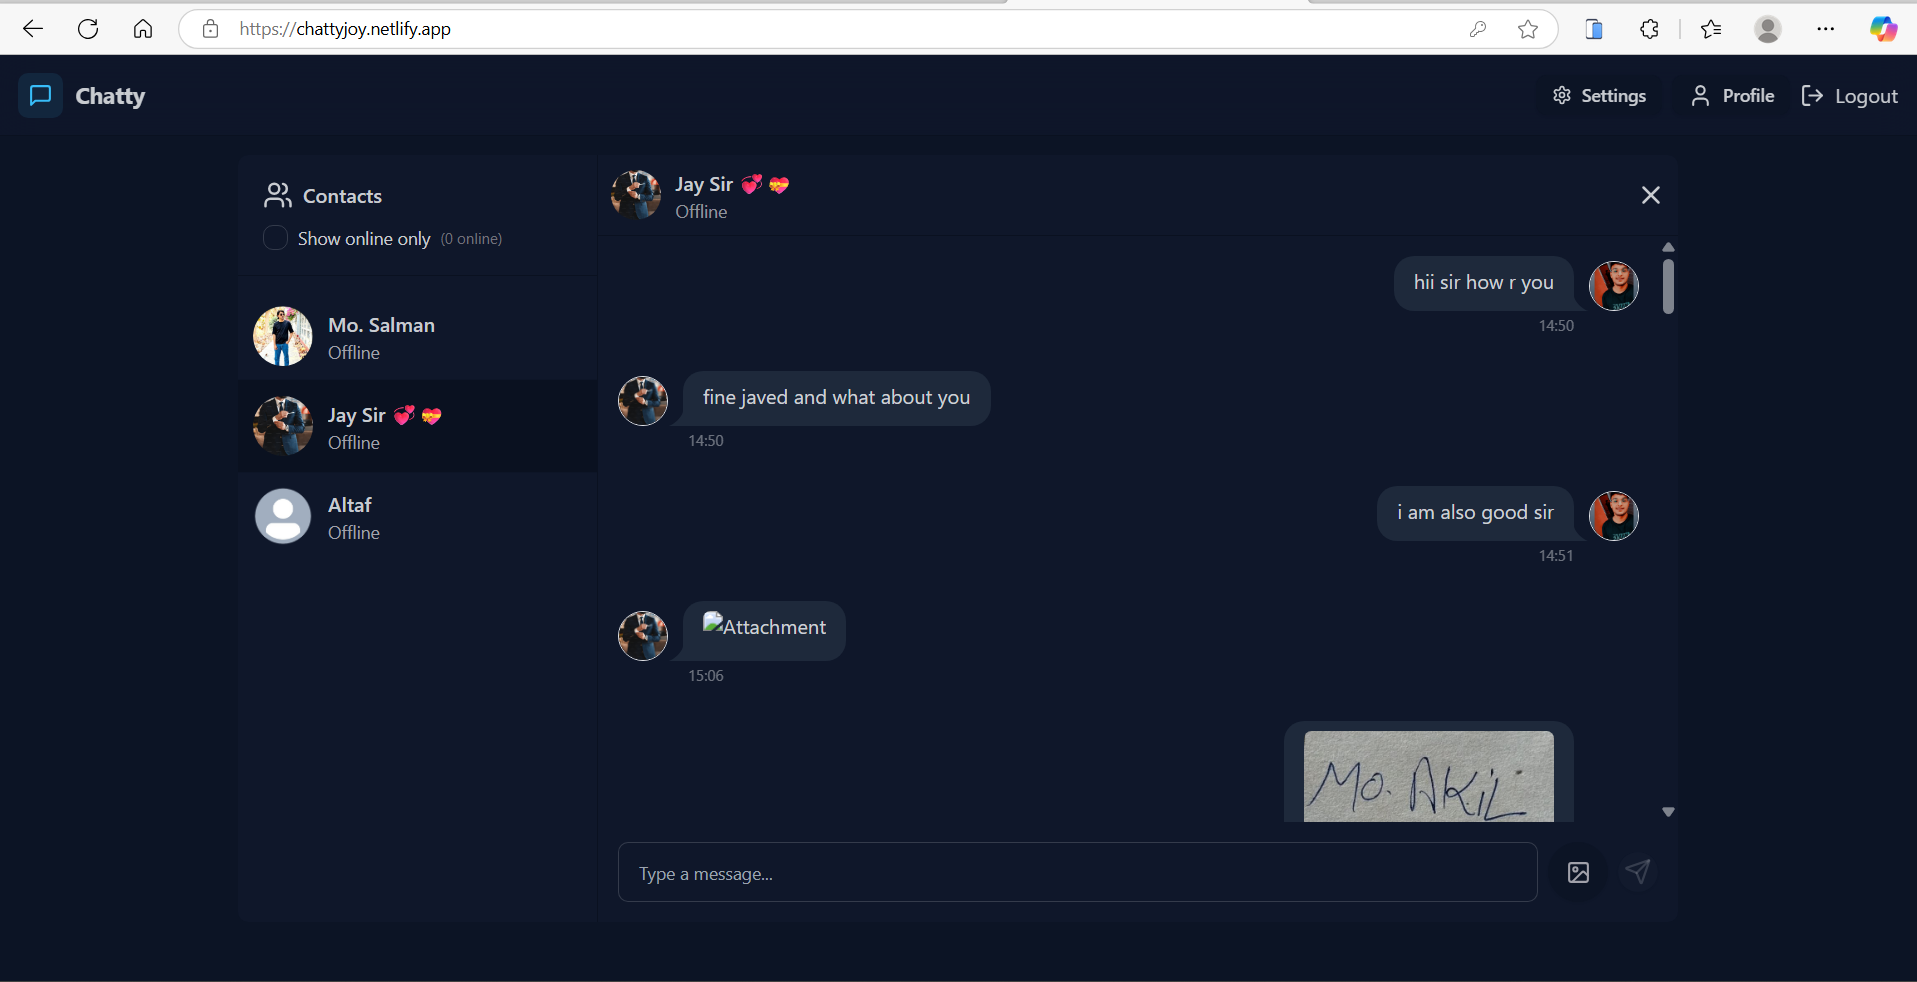 https://chattyjoy.netlify.app
Chatty
Settings
Profile
Logout
Contacts
Show online only (0 online)
Mo. Salman
Offline
Jay Sir 💞 💝
Offline
Altaf
Offline
Jay Sir 💞 💝
Offline
hii sir how r you
14:50
fine javed and what about you
14:50
i am also good sir
14:51
Attachment
15:06
Mo. AKIL
Type a message...